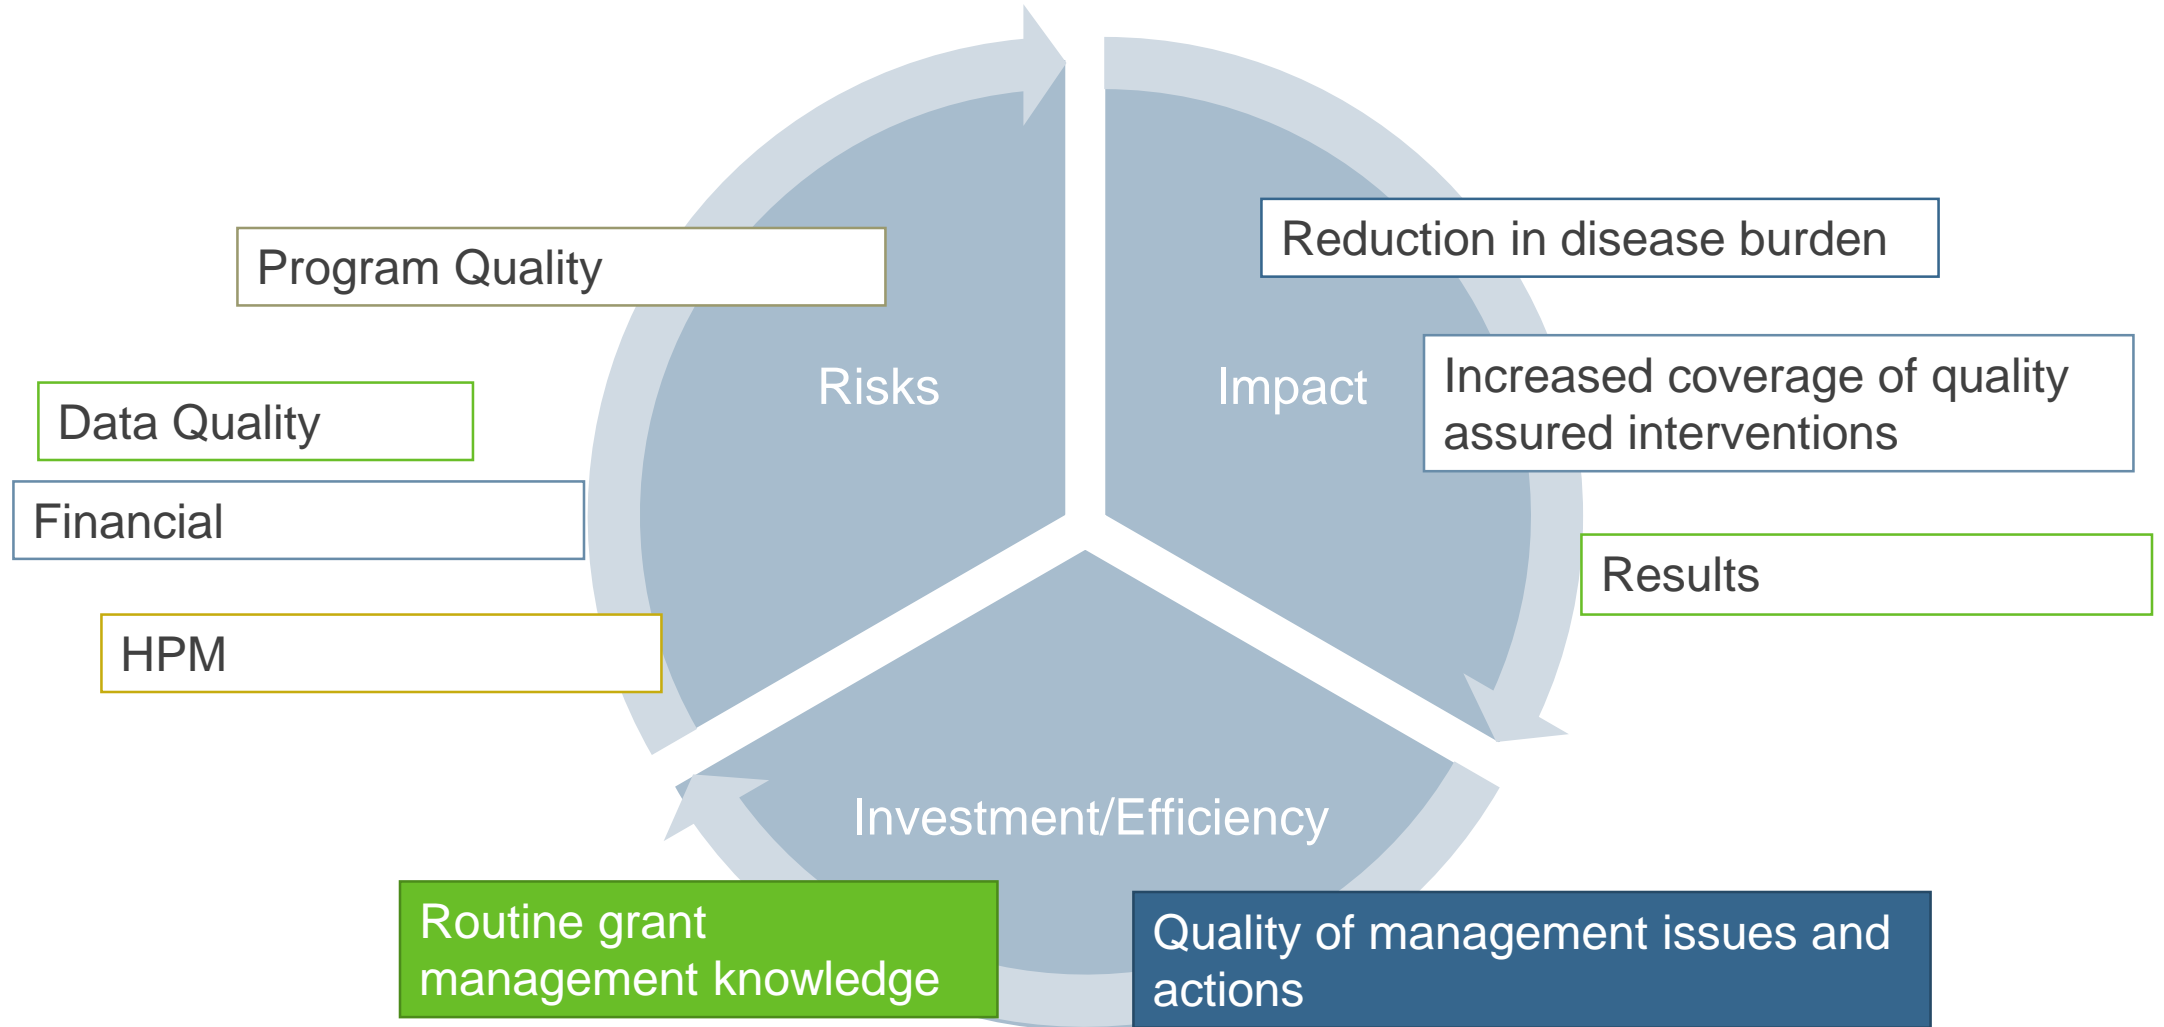 Program Quality
Data Quality
Financial
HPM
Risks
Impact
Reduction in disease burden
Increased coverage of quality
assured interventions
Results
Investment/Efficiency
Routine grant
management knowledge
Quality of management issues and
actions